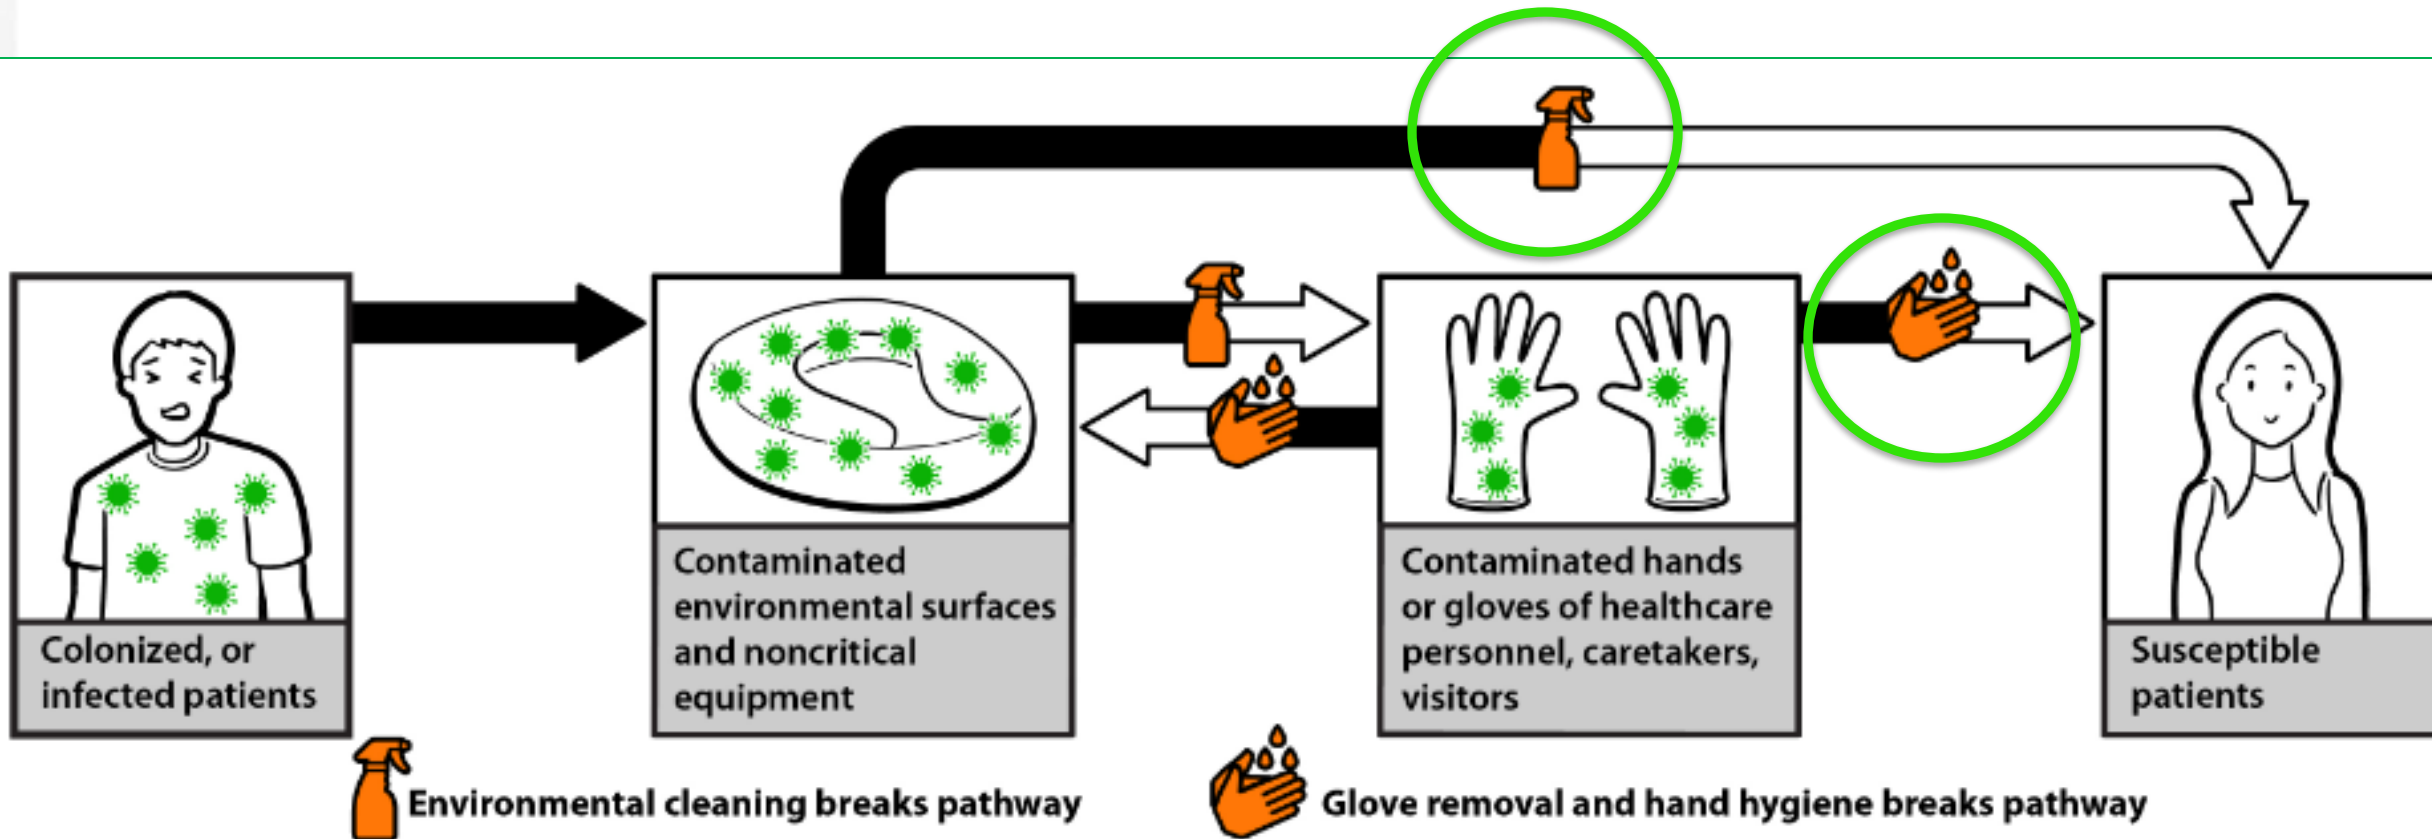 Colonized, or
infected patients
Contaminated
environmental surfaces
and noncritical
equipment
Contaminated hands
or gloves of healthcare
personnel, caretakers,
visitors
Susceptible
patients
Environmental cleaning breaks pathway
Glove removal and hand hygiene breaks pathway